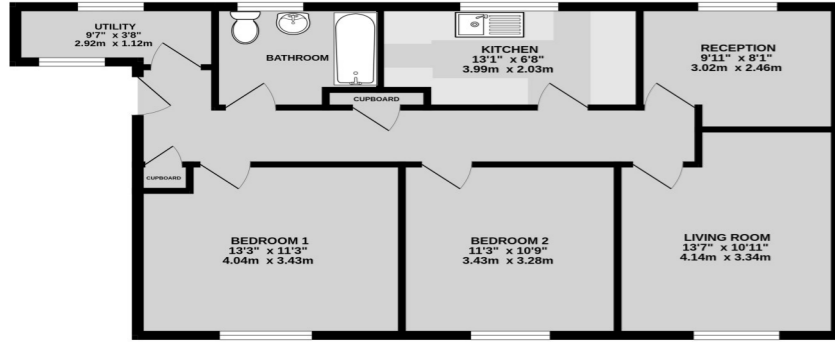 UTILITY
9'7" x 3'8"
2.92m x 1.12m
BATHROOM
KITCHEN
13'1" x 6'8"
3.99m x 2.03m
RECEPTION
9'11" x 8'1"
3.02m x 2.46m
CUPBOARD
CUPBOARD
BEDROOM 1
13'3" x 11'3"
4.04m x 3.43m
BEDROOM 2
11'3" x 10'9"
3.43m x 3.28m
LIVING ROOM
13'7" x 10'11"
4.14m x 3.34m